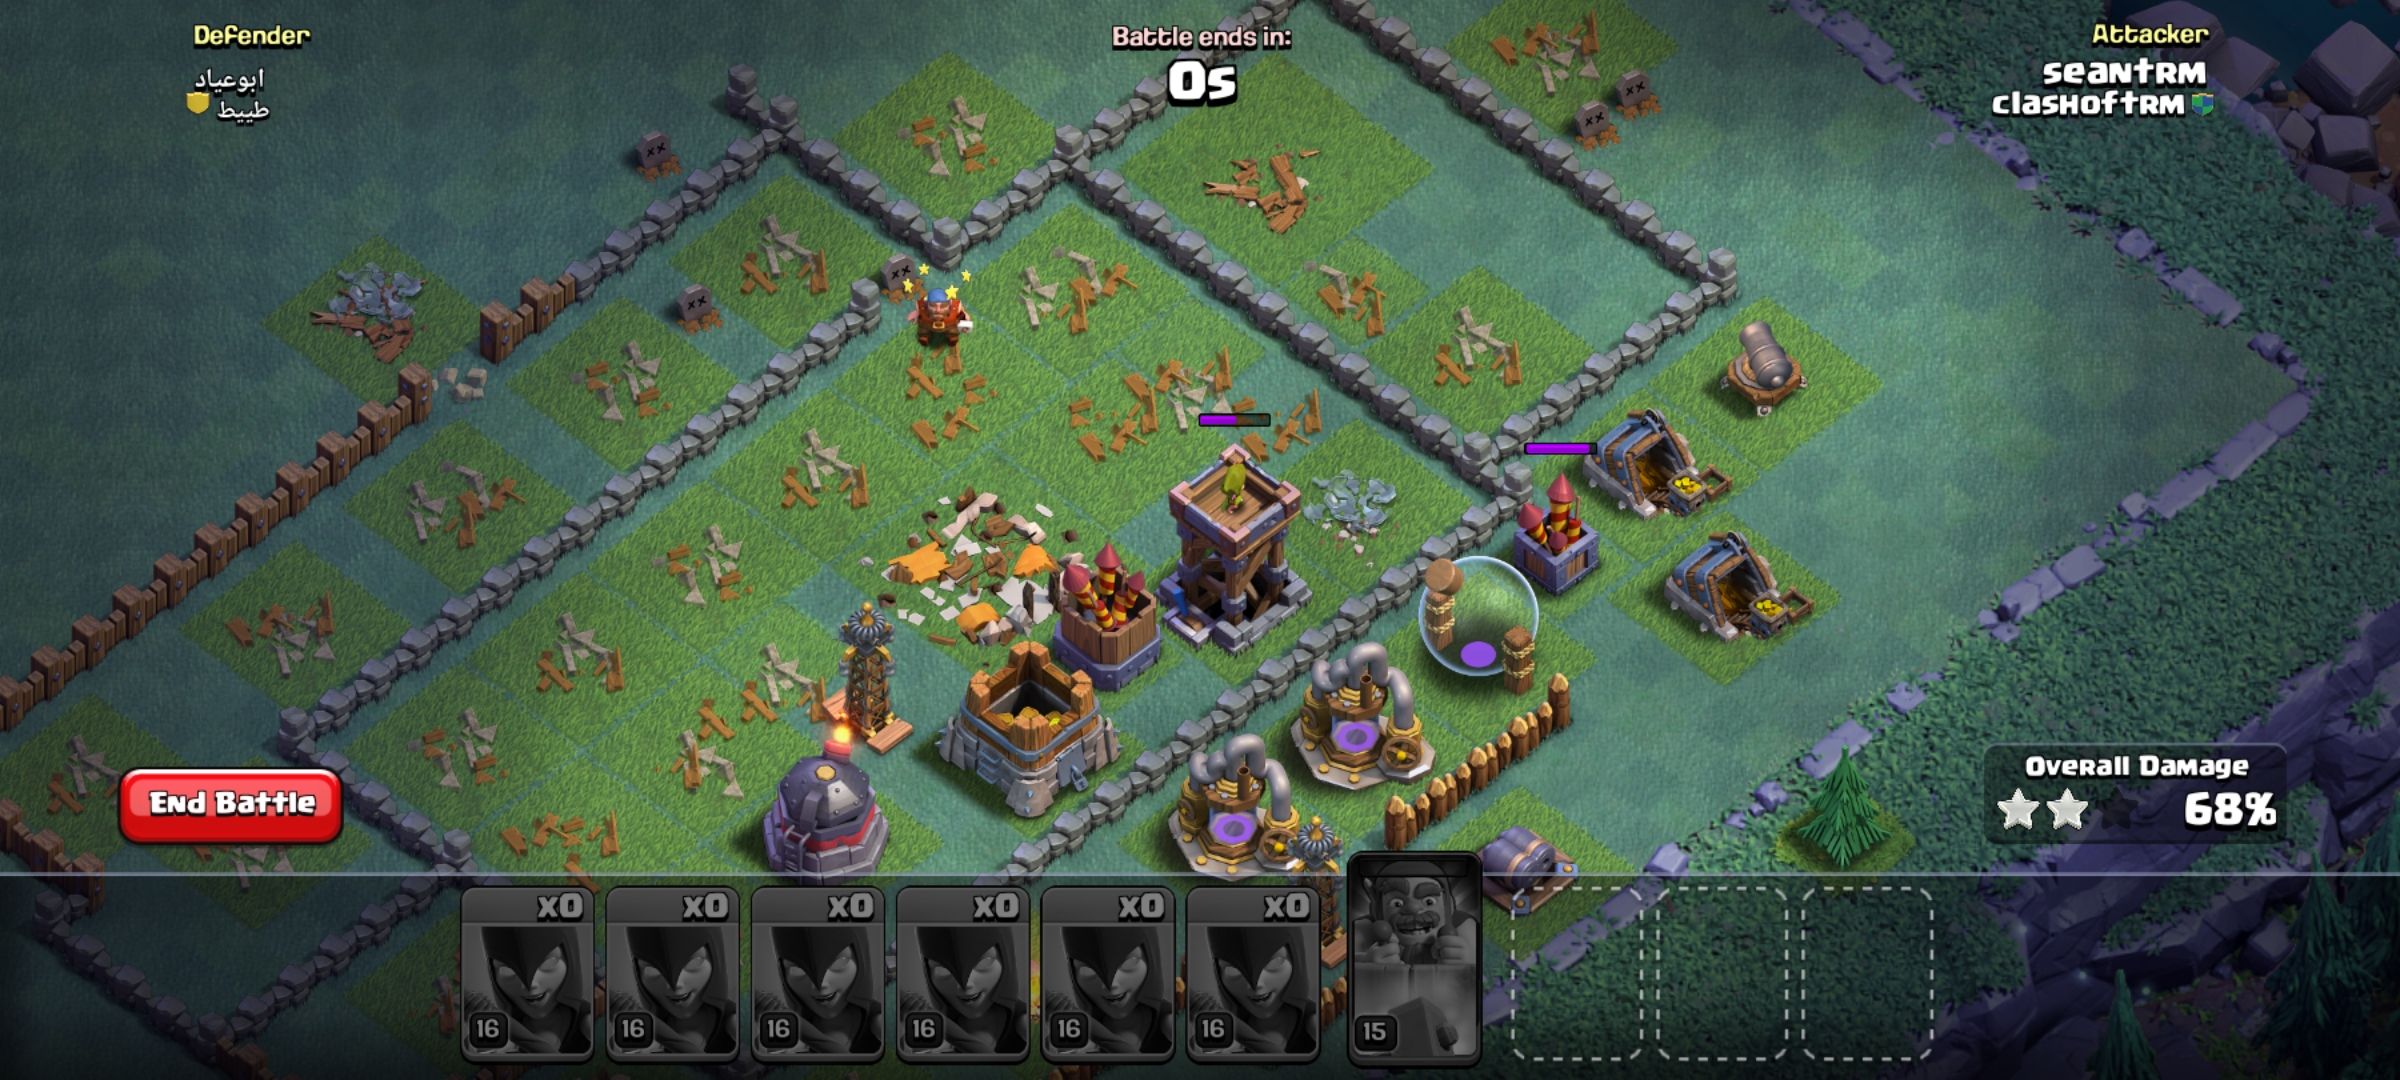 Defender
ابوعياد
طييط
Battle ends in:
0s
Attacker
seantRM
clashoftRM
End Battle
Overall Damage
68%
x0
x0
x0
x0
x0
x0
16
16
16
16
16
16
15